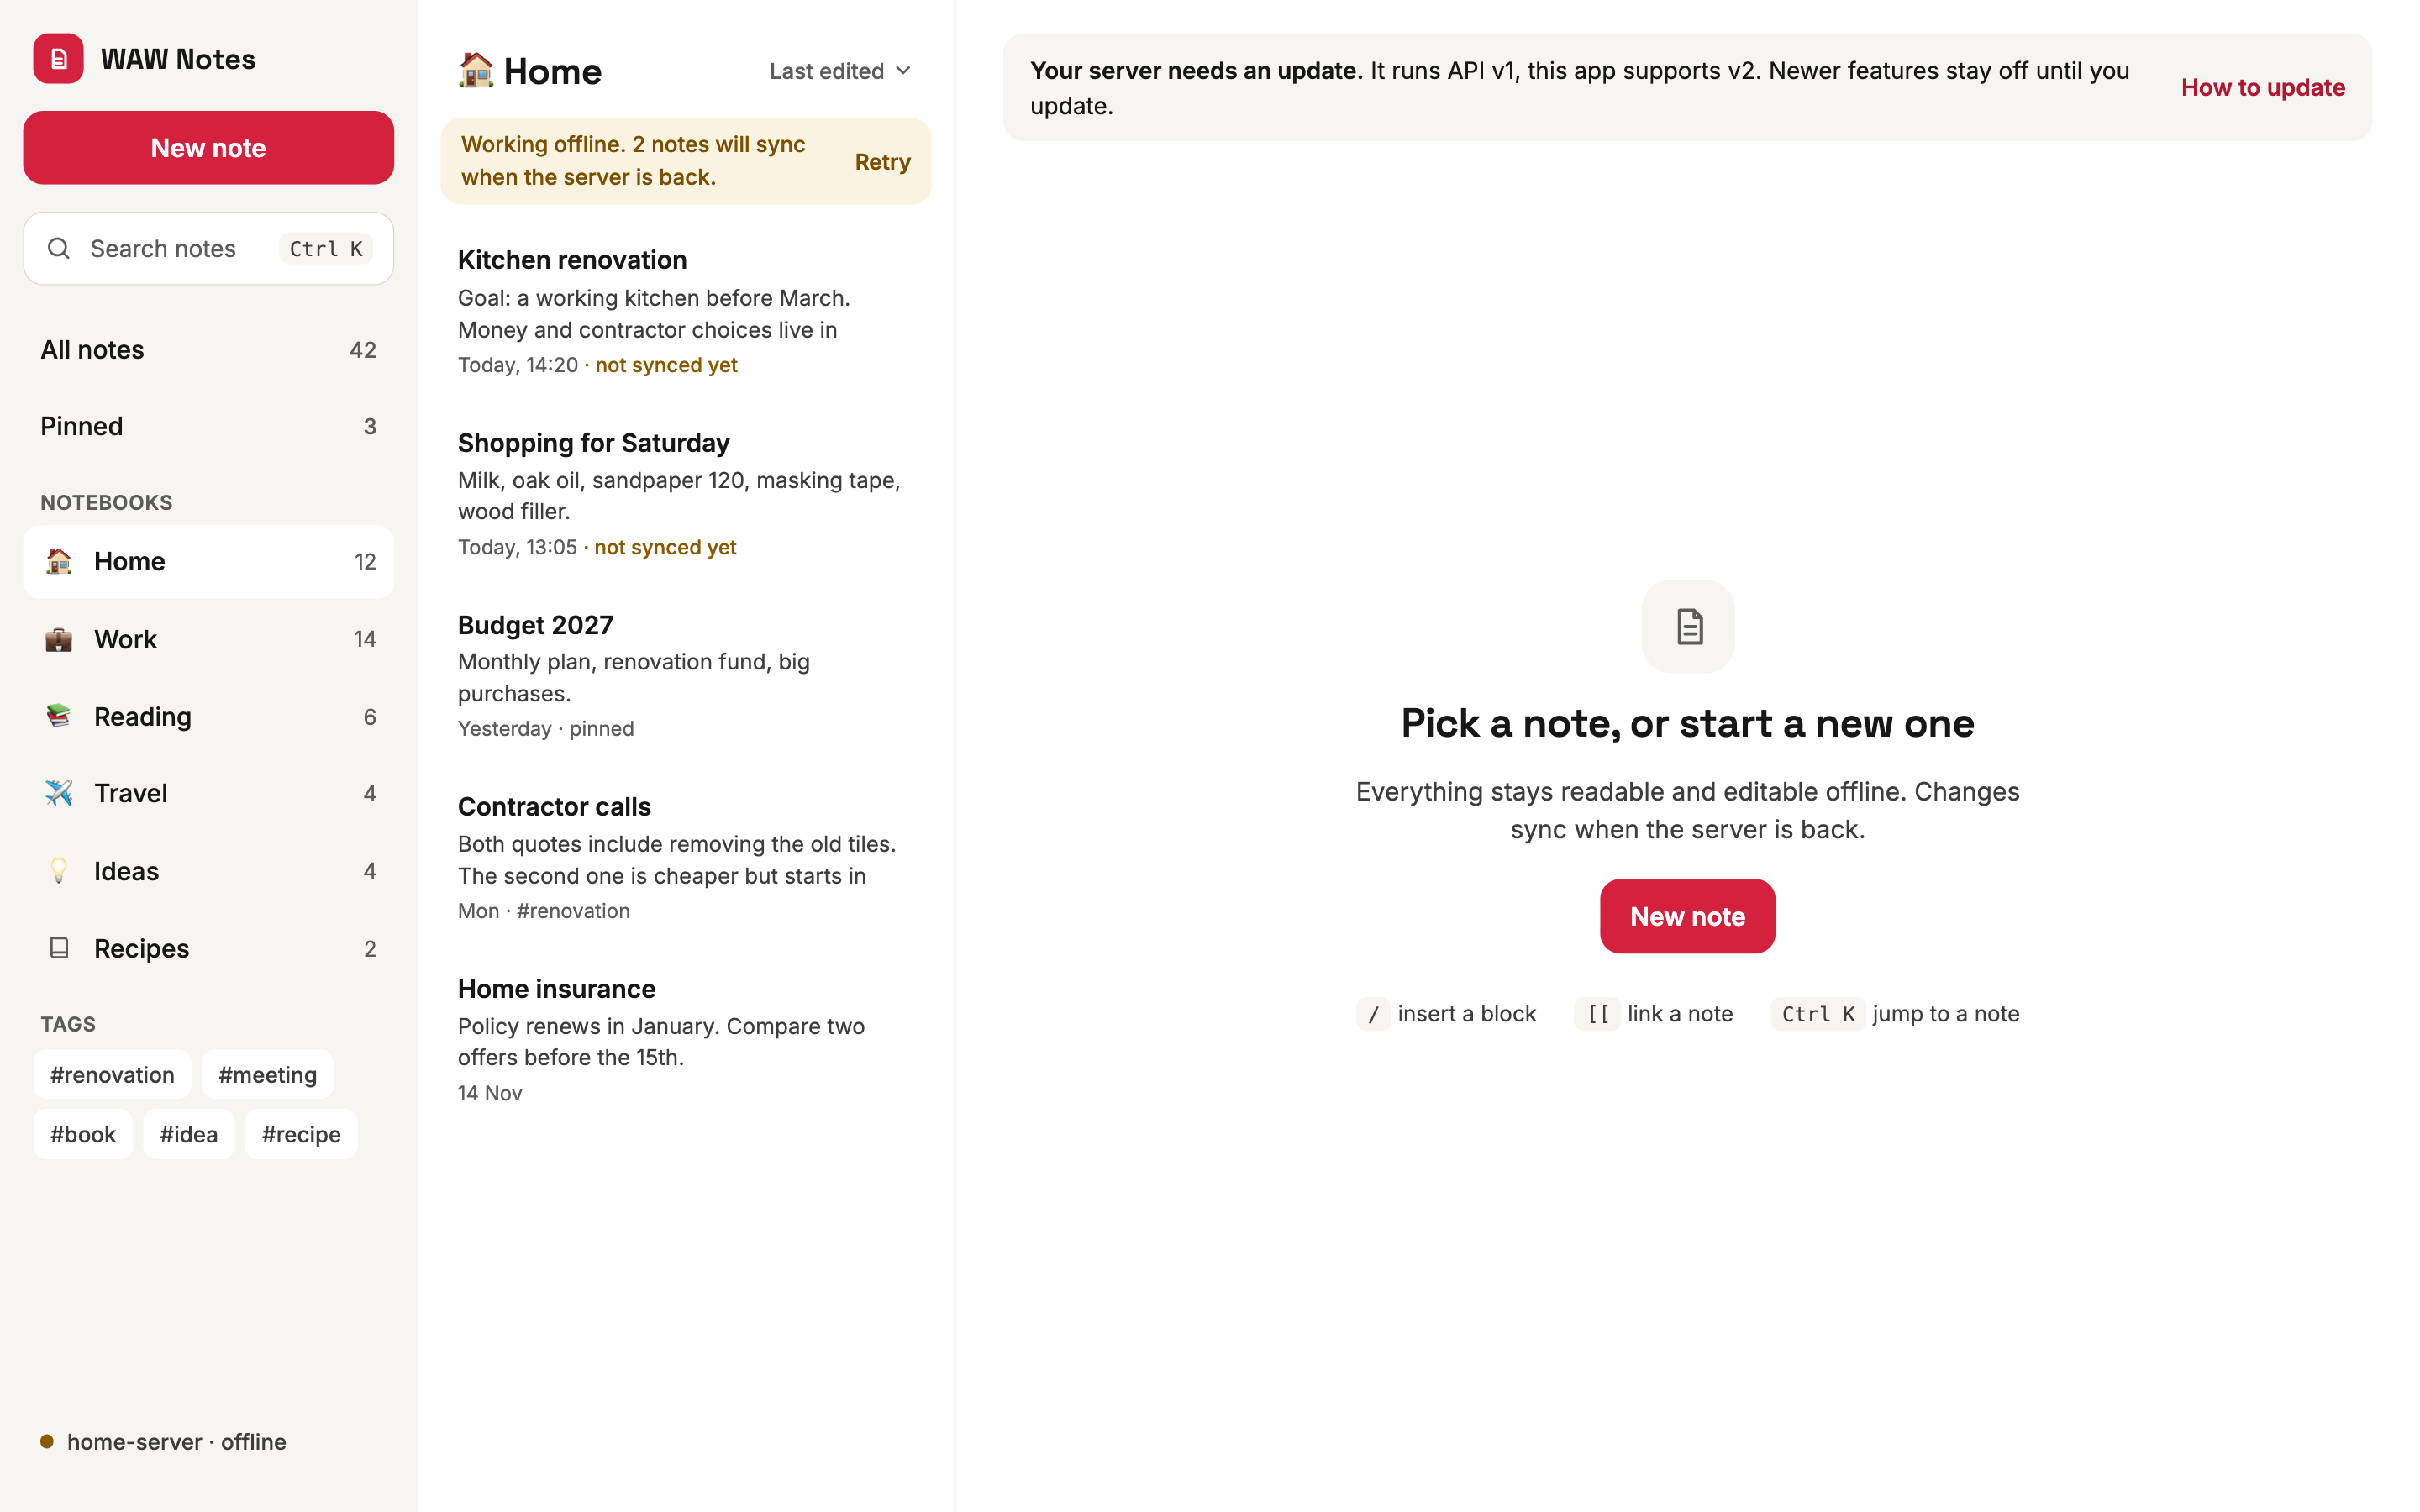 WAW Notes
New note
Search notes Ctrl K
All notes 42
Pinned 3
NOTEBOOKS
Home 12
Work 14
Reading 6
Travel 4
Ideas 4
Recipes 2
TAGS
#renovation #meeting
#book #idea #recipe
home-server · offline
Home Last edited
Working offline. 2 notes will sync
when the server is back.
Retry
Kitchen renovation
Goal: a working kitchen before March.
Money and contractor choices live in
Today, 14:20 · not synced yet
Shopping for Saturday
Milk, oak oil, sandpaper 120, masking tape,
wood filler.
Today, 13:05 · not synced yet
Budget 2027
Monthly plan, renovation fund, big
purchases.
Yesterday · pinned
Contractor calls
Both quotes include removing the old tiles.
The second one is cheaper but starts in
Mon · #renovation
Home insurance
Policy renews in January. Compare two
offers before the 15th.
14 Nov
Your server needs an update. It runs API v1, this app supports v2. Newer features stay off until you
update.
How to update
Pick a note, or start a new one
Everything stays readable and editable offline. Changes
sync when the server is back.
New note
/ insert a block [[ link a note Ctrl K jump to a note